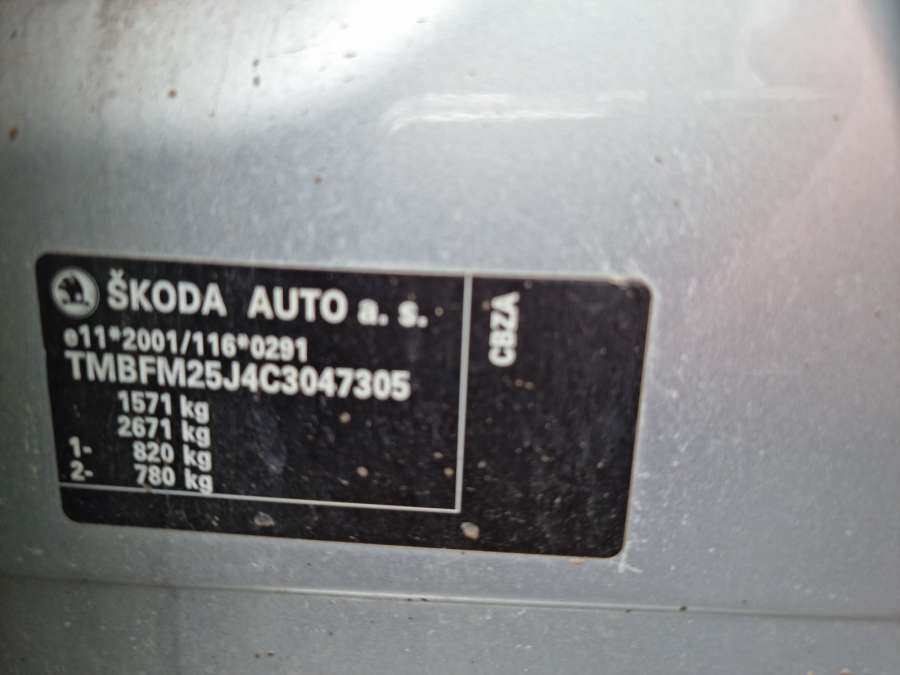 ŠKODA AUTO a. s.
e11*2001/116*0291
TMBFM25J4C3047305
1571 kg
2671 kg
1- 820 kg
2- 780 kg
CBZA